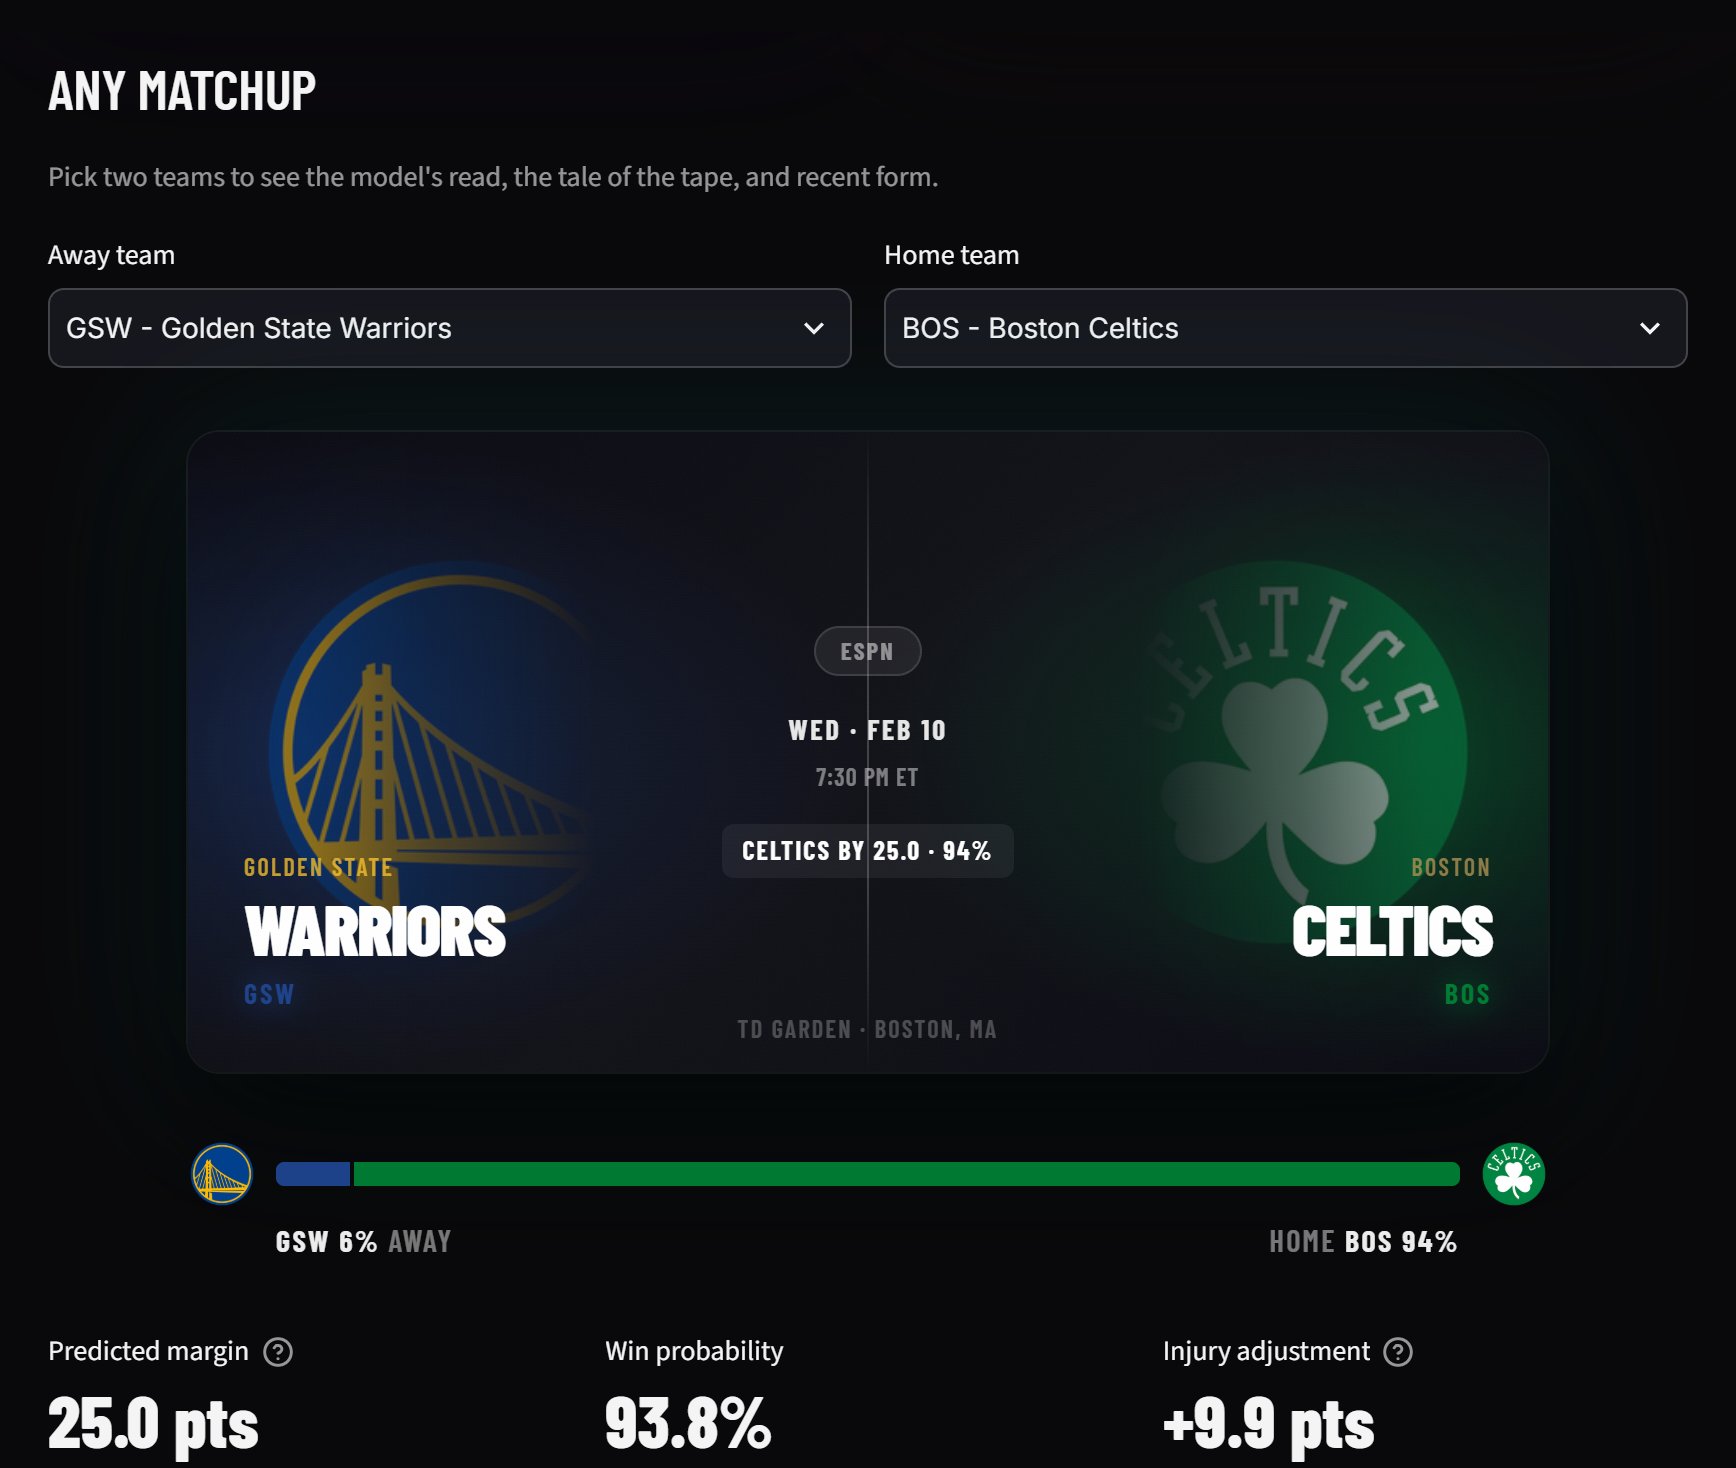 ANY MATCHUP
Pick two teams to see the model's read, the tale of the tape, and recent form.
Away team
Home team
GSW - Golden State Warriors
BOS - Boston Celtics
CELTICS
ESPN
WED · FEB 10
7:30 PM ET
CELTICS BY 25.0 · 94%
GOLDEN STATE
WARRIORS
GSW
BOSTON
CELTICS
BOS
TD GARDEN · BOSTON, MA
CELTICS
GSW 6% AWAY
HOME BOS 94%
Predicted margin
25.0 pts
Win probability
93.8%
Injury adjustment
+9.9 pts